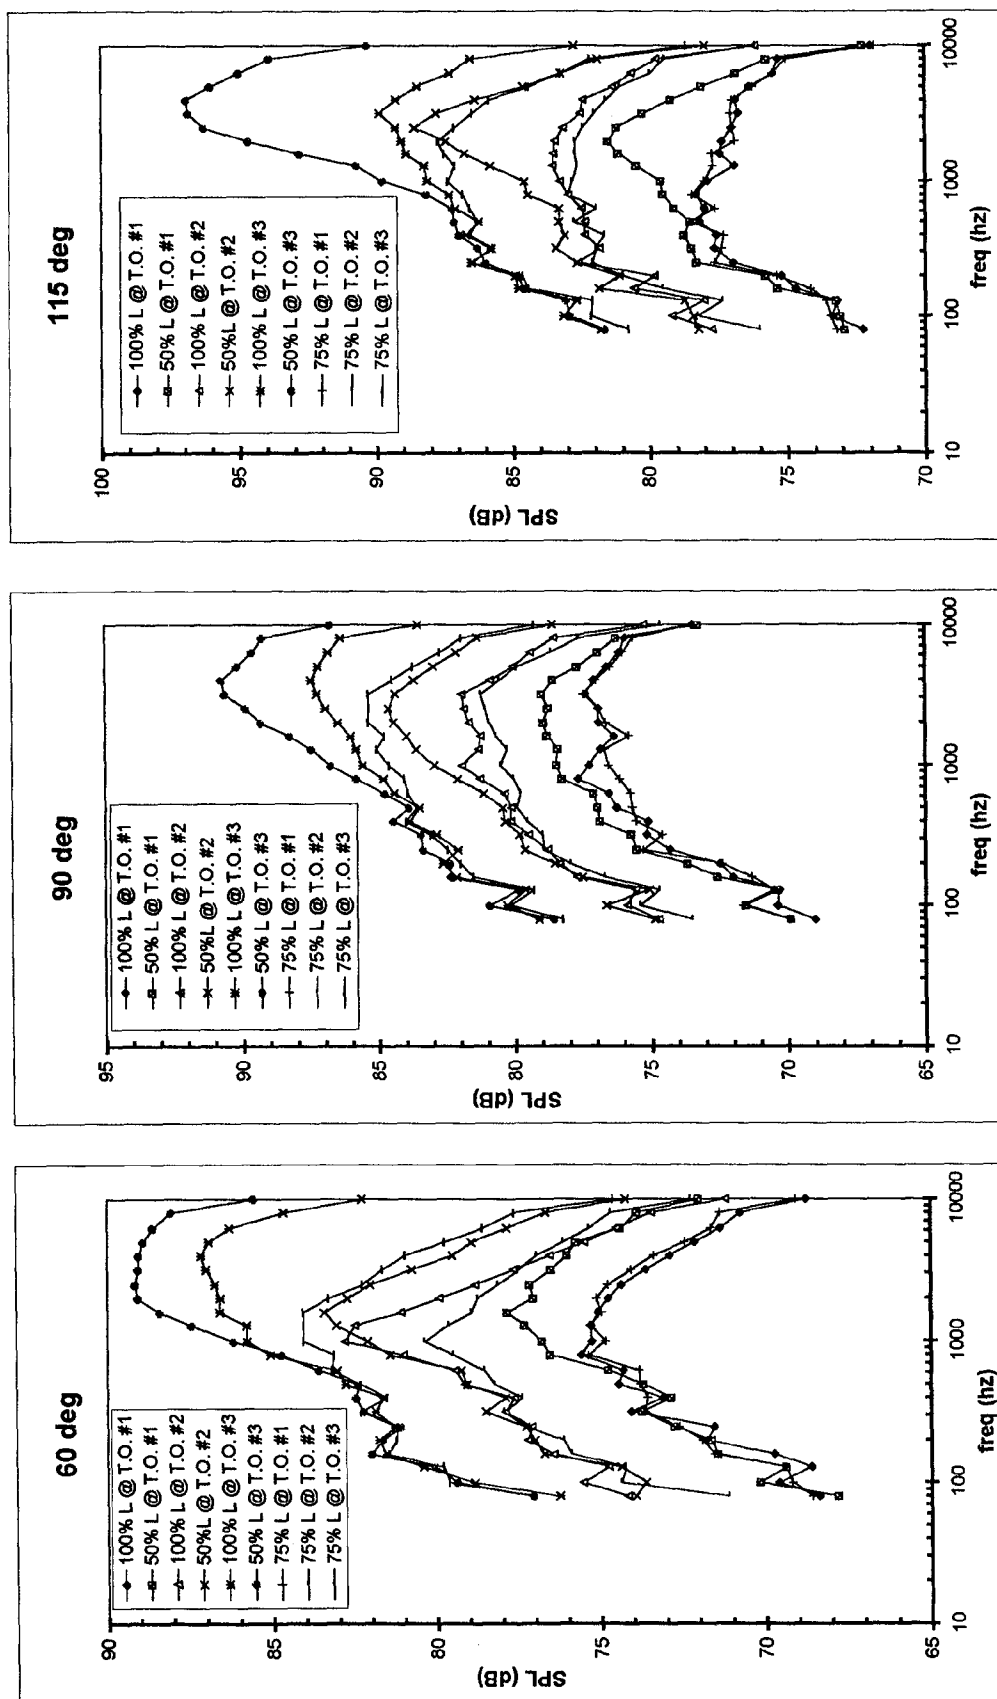 60 deg
100% L @ T.O. #1
50% L @ T.O. #1
100% L @ T.O. #2
50%L @ T.O. #2
100% L @ T.O. #3
50% L @ T.O. #3
75% L @ T.O. #1
75% L @ T.O. #2
75% L @ T.O. #3
SPL (dB)
90
85
80
75
70
65
10
100
1000
10000
freq (hz)
90 deg
100% L @ T.O. #1
50% L @ T.O. #1
100% L @ T.O. #2
50%L @ T.O. #2
100% L @ T.O. #3
50% L @ T.O. #3
75% L @ T.O. #1
75% L @ T.O. #2
75% L @ T.O. #3
SPL (dB)
95
90
85
80
75
70
65
10
100
1000
10000
freq (hz)
115 deg
100% L @ T.O. #1
50% L @ T.O. #1
100% L @ T.O. #2
50%L @ T.O. #2
100% L @ T.O. #3
50% L @ T.O. #3
75% L @ T.O. #1
75% L @ T.O. #2
75% L @ T.O. #3
SPL (dB)
100
95
90
85
80
75
70
10
100
1000
10000
freq (hz)